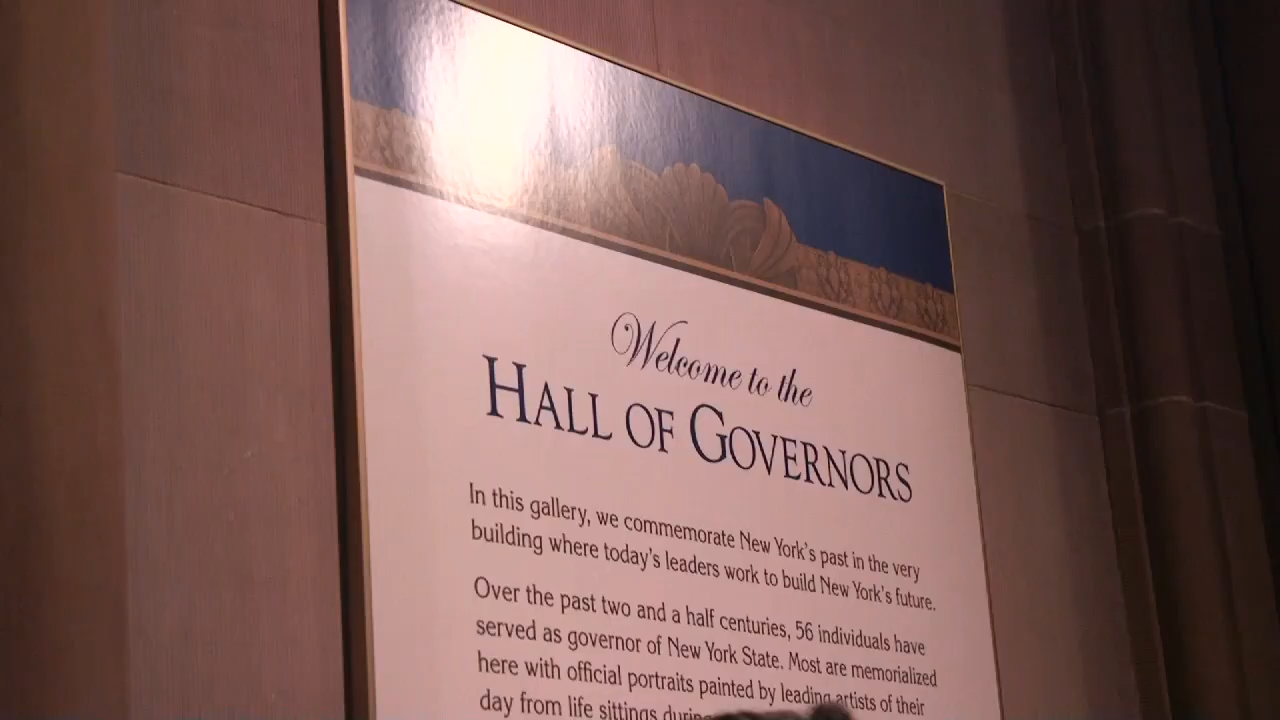 Welcome to the
HALL OF GOVERNORS
In this gallery, we commemorate New York's past in the very
building where today's leaders work to build New York's future.
Over the past two and a half centuries, 56 individuals have
served as governor of New York State. Most are memorialized
here with official portraits painted by leading artists of their
day from life sittings during